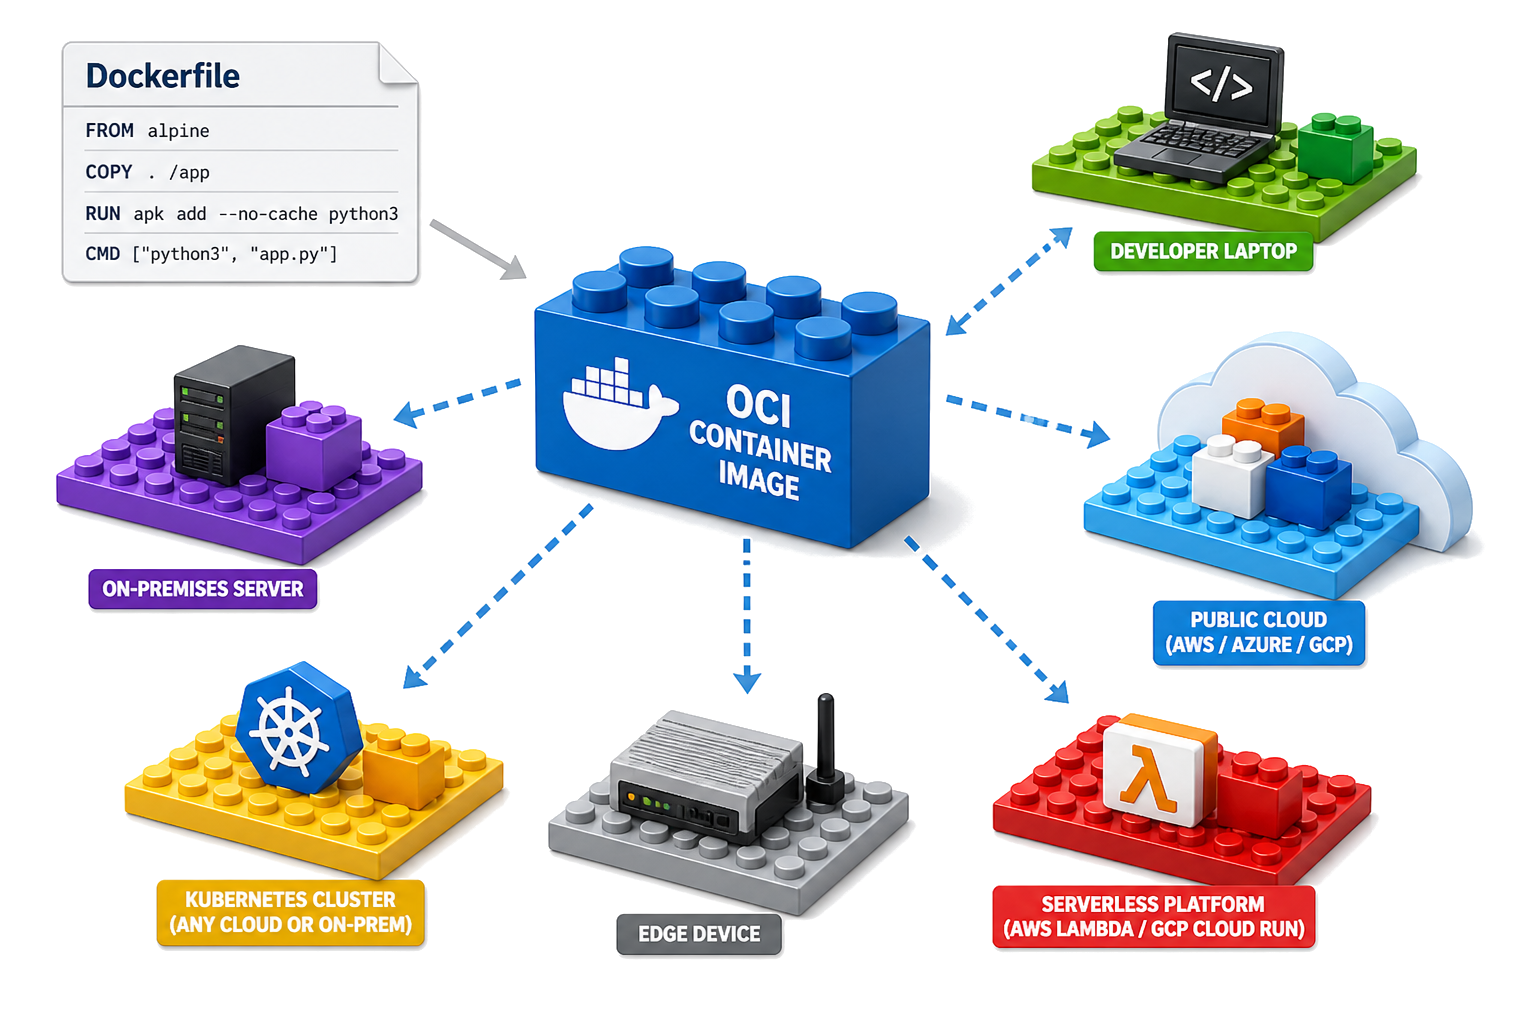 Dockerfile
FROM alpine
COPY . /app
RUN apk add --no-cache python3
CMD ["python3", "app.py"]
</>
DEVELOPER LAPTOP
OCI
CONTAINER
IMAGE
ON-PREMISES SERVER
PUBLIC CLOUD
(AWS / AZURE / GCP)
λ
KUBERNETES CLUSTER
(ANY CLOUD OR ON-PREM)
EDGE DEVICE
SERVERLESS PLATFORM
(AWS LAMBDA / GCP CLOUD RUN)